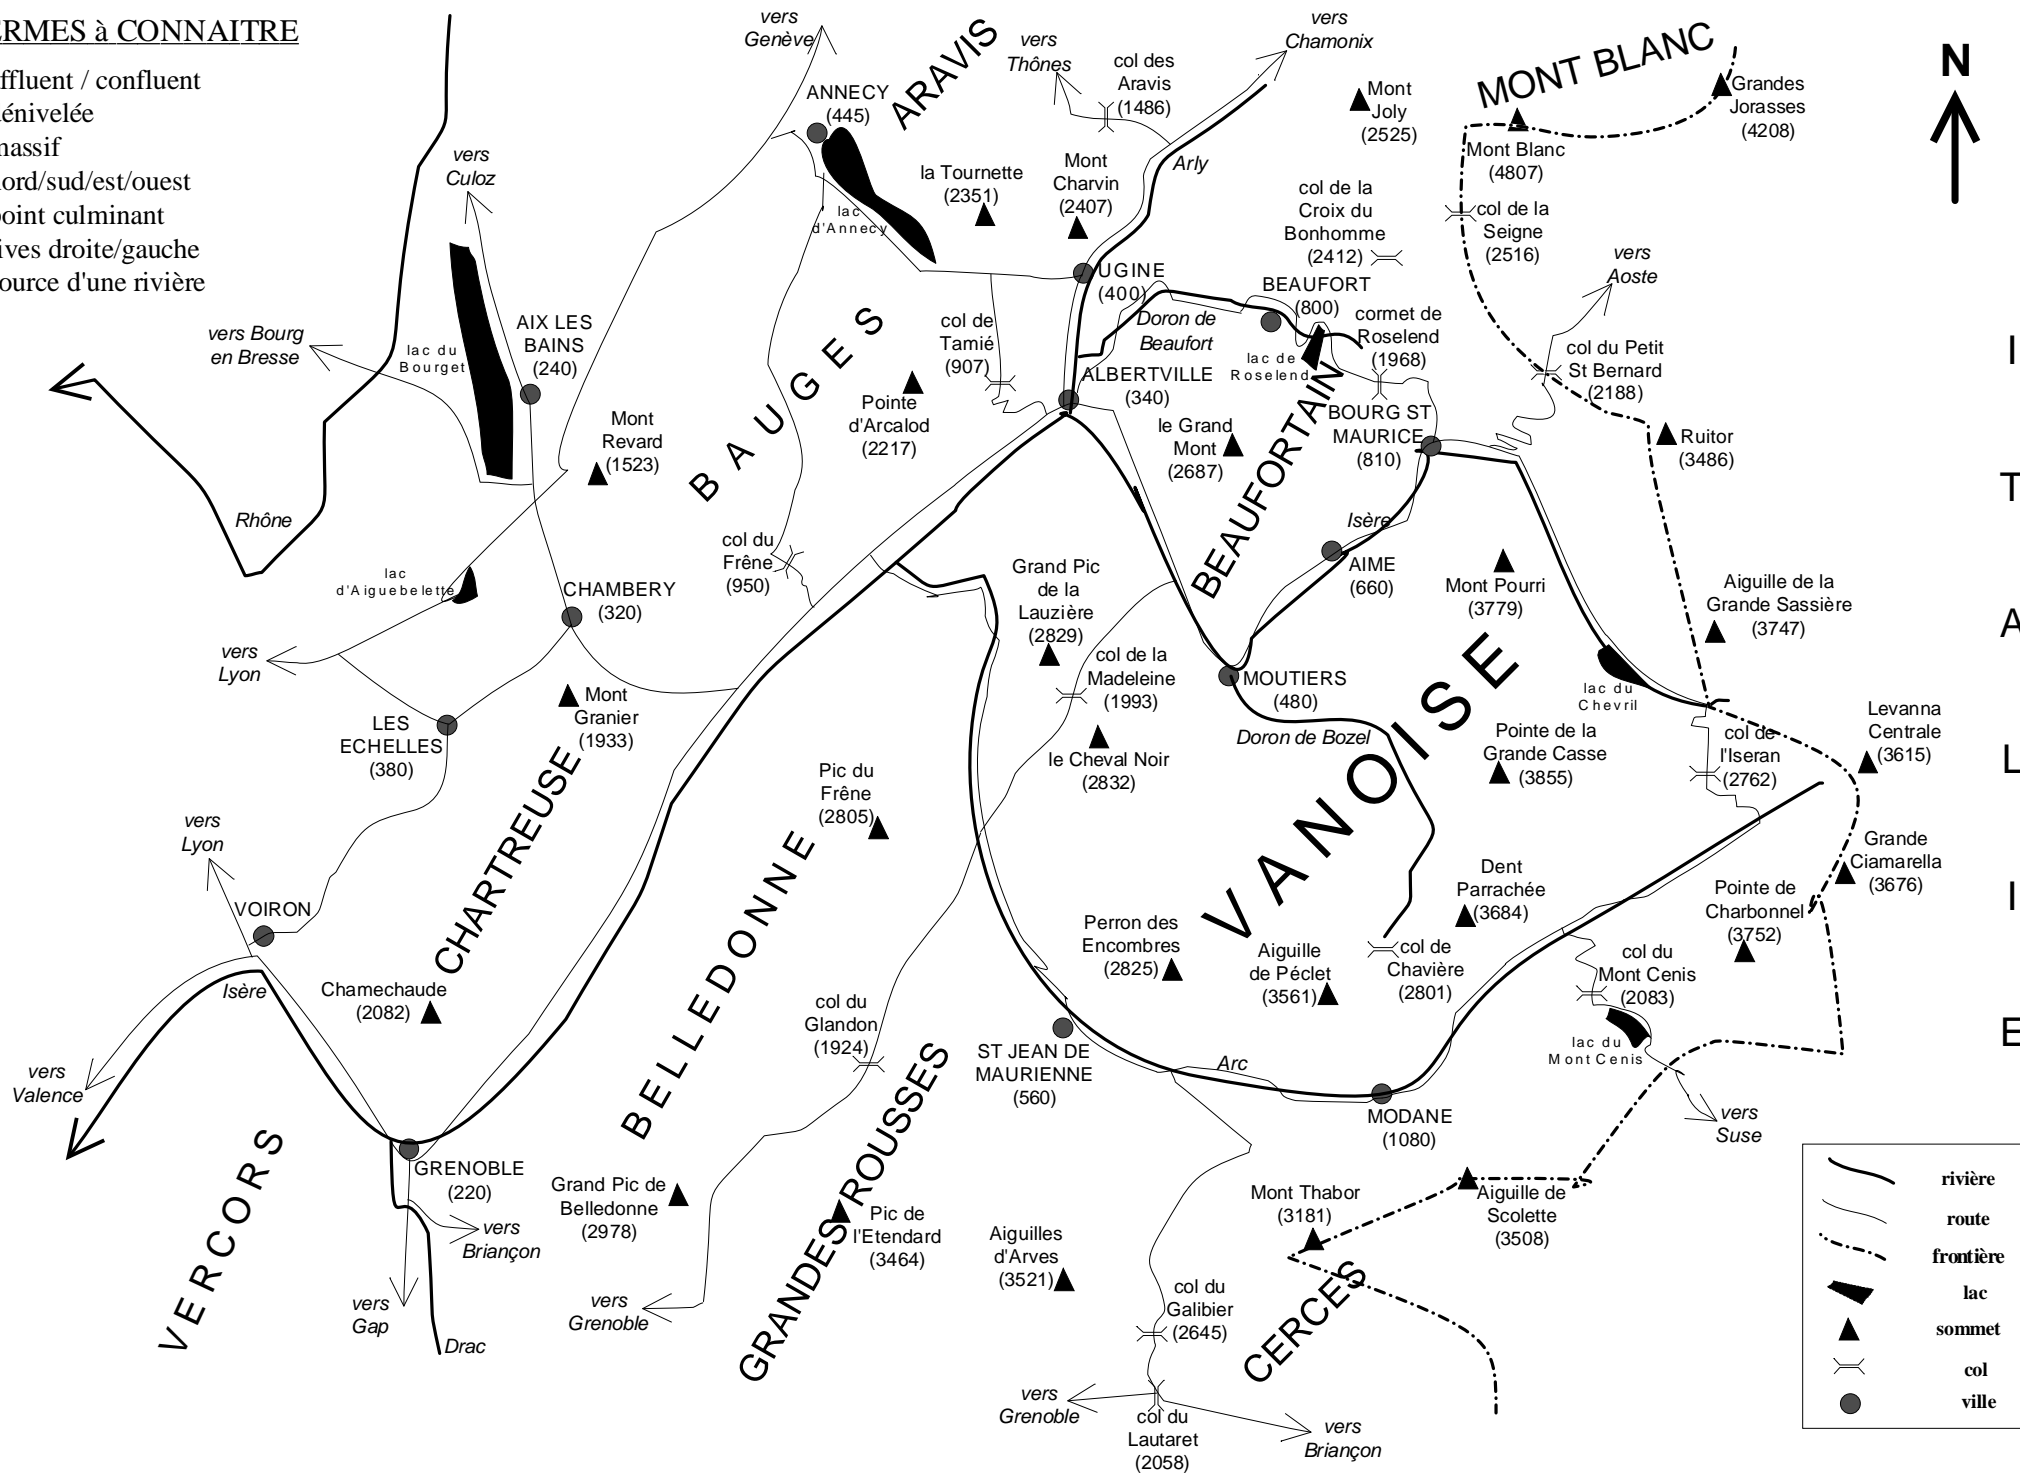 ERMES à CONNAITRE
ffluent / confluent
énivelée
massif
ord/sud/est/ouest
oint culminant
ives droite/gauche
ource d'une rivière
vers
Genève
ARAVIS
vers
Thônes
col des
Aravis
(1486)
vers
Chamonix
Mont
Joly
(2525)
MONT BLANC
Grandes
Jorasses
(4208)
N
ANNECY
(445)
vers
Culoz
la Tournette
(2351)
Mont
Charvin
(2407)
Arly
Mont Blanc
(4807)
col de la
Croix du
Bonhomme
(2412)
col de la
Seigne
(2516)
lac
d'Annecy
vers
Aoste
UGINE
(400)
BEAUFORT
(800)
vers Bourg
en Bresse
AIX LES
BAINS
(240)
lac du
Bourget
BAUGES
col de
Tamié
(907)
Doron de
Beaufort
lac de
Roselend
cormet de
Roselend
(1968)
col du Petit
St Bernard
(2188)
ALBERTVILLE
(340)
Pointe
d'Arcalod
(2217)
Mont
Revard
(1523)
le Grand
Mont
(2687)
BEAUFORTAIN
BOURG ST
MAURICE
(810)
Ruitor
(3486)
Rhône
Isère
col du
Frêne
(950)
lac
d'Aiguebelette
CHAMBERY
(320)
Grand Pic
de la
Lauzière
(2829)
AIME
(660)
Mont Pourri
(3779)
Aiguille de la
Grande Sassière
(3747)
vers
Lyon
col de la
Madeleine
(1993)
MOUTIERS
(480)
lac du
Chevril
Mont
Granier
(1933)
LES
ECHELLES
(380)
le Cheval Noir
(2832)
Doron de Bozel
VANOISE
Pointe de la
Grande Casse
(3855)
col de
l'Iseran
(2762)
Levanna
Centrale
(3615)
Pic du
Frêne
(2805)
vers
Lyon
CHARTREUSE
BELLEDONNE
Grande
Ciamarella
(3676)
VOIRON
Dent
Parrachée
(3684)
Pointe de
Charbonnel
(3752)
Perron des
Encombres
(2825)
Aiguille
de Péclet
(3561)
col de
Chavière
(2801)
col du
Mont Cenis
(2083)
Isère
Chamechaude
(2082)
col du
Glandon
(1924)
lac du
Mont Cenis
vers
Valence
ST JEAN DE
MAURIENNE
(560)
Arc
MODANE
(1080)
vers
Suse
VERCORS
GRENOBLE
(220)
Grand Pic de
Belledonne
(2978)
GRANDES ROUSSES
Pic de
l'Etendard
(3464)
Aiguilles
d'Arves
(3521)
Mont Thabor
(3181)
Aiguille de
Scolette
(3508)
vers
Briançon
vers
Gap
Drac
vers
Grenoble
col du
Galibier
(2645)
CERCES
vers
Grenoble
col du
Lautaret
(2058)
vers
Briançon
I
T
A
L
I
E
rivière
route
frontière
lac
sommet
col
ville